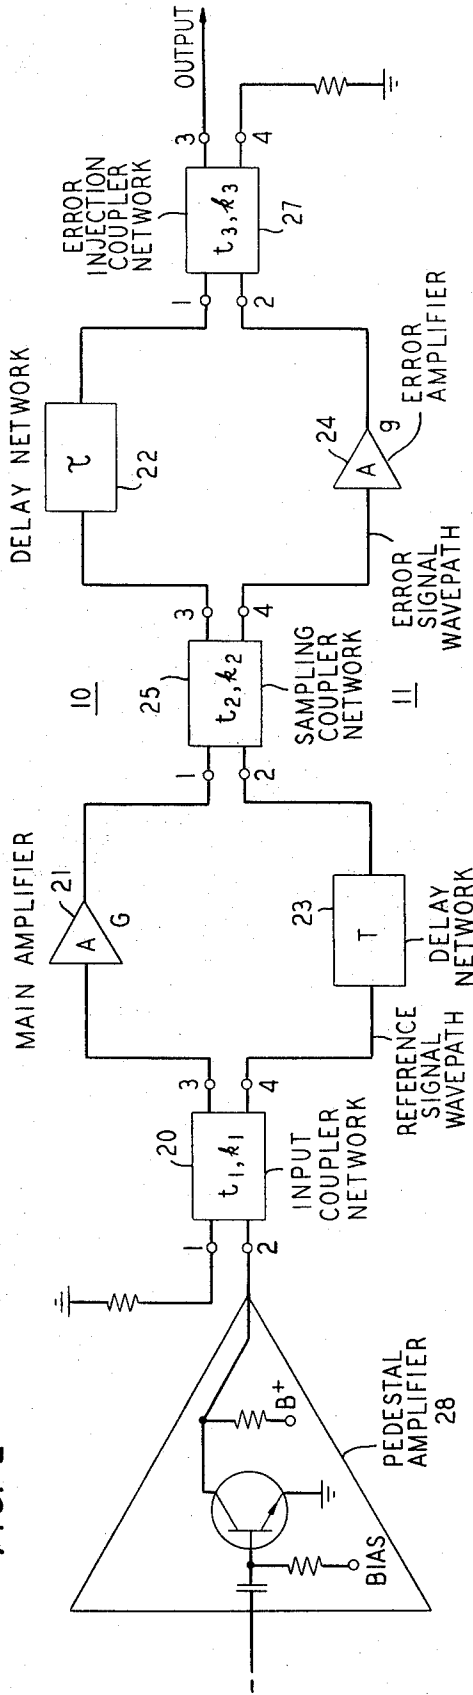 PEDESTAL
AMPLIFIER
28
BIAS
B+
1
2
20
t₁, k₁
INPUT
COUPLER
NETWORK
3
4
MAIN AMPLIFIER
21
A
G
REFERENCE
SIGNAL
WAVEPATH
23
T
DELAY
NETWORK
10
1
2
25
t₂, k₂
SAMPLING
COUPLER
NETWORK
3
4
11
DELAY NETWORK
τ
22
ERROR
SIGNAL
WAVEPATH
24
A
g
ERROR
AMPLIFIER
ERROR
INJECTION
COUPLER
NETWORK
1
2
t₃, k₃
27
3
4
OUTPUT